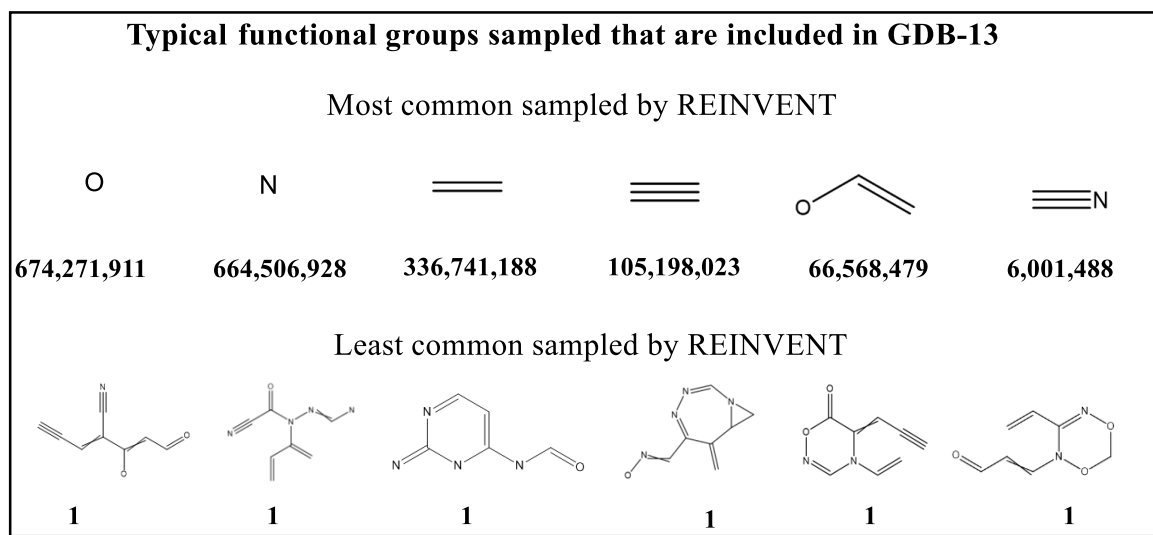 Typical functional groups sampled that are included in GDB-13
Most common sampled by REINVENT
O N O N
674,271,911 664,506,928 336,741,188 105,198,023 66,568,479 6,001,488
Least common sampled by REINVENT
N O N O N N N O
N N N N O N N N N O
O N N O N O O N N O O
1 1 1 1 1 1